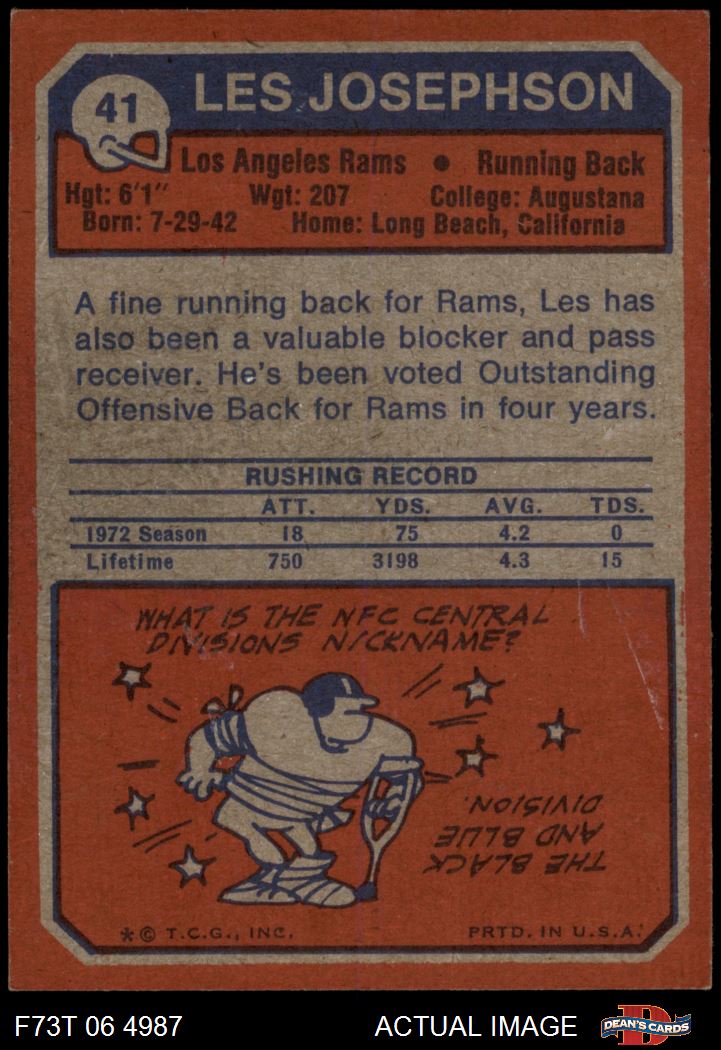 41
LES JOSEPHSON
Los Angeles Rams • Running Back
Hgt: 6'1" Wgt: 207 College: Augustana
Born: 7-29-42 Home: Long Beach, California
A fine running back for Rams, Les has
also been a valuable blocker and pass
receiver. He's been voted Outstanding
Offensive Back for Rams in four years.
RUSHING RECORD
ATT. YDS. AVG. TDS.
1972 Season 18 75 4.2 0
Lifetime 750 3198 4.3 15
WHAT IS THE NFC CENTRAL
DIVISIONS NICKNAME?
THE BLACK
AND BLUE
DIVISION.
* © T.C.G., INC. PRTD. IN U.S.A.
F73T 06 4987 ACTUAL IMAGE
D
DEAN'S CARDS